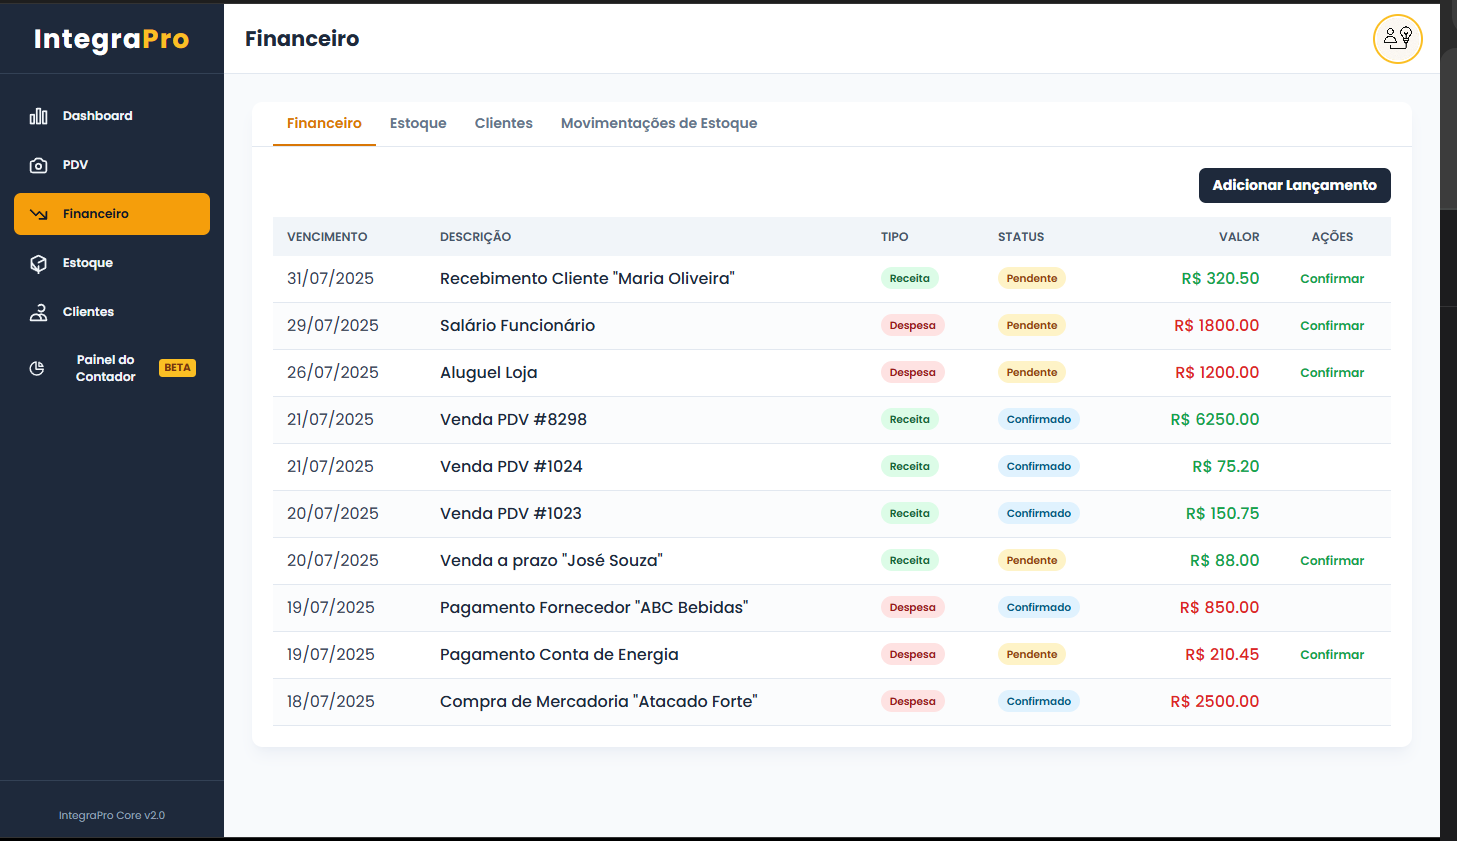 IntegraPro
Financeiro
Dashboard
PDV
Financeiro
Estoque
Clientes
Painel do
Contador
BETA
IntegraPro Core v2.0
Financeiro Estoque Clientes Movimentações de Estoque
Adicionar Lançamento
VENCIMENTO DESCRIÇÃO TIPO STATUS VALOR AÇÕES
31/07/2025 Recebimento Cliente "Maria Oliveira" Receita Pendente R$ 320.50 Confirmar
29/07/2025 Salário Funcionário Despesa Pendente R$ 1800.00 Confirmar
26/07/2025 Aluguel Loja Despesa Pendente R$ 1200.00 Confirmar
21/07/2025 Venda PDV #8298 Receita Confirmado R$ 6250.00
21/07/2025 Venda PDV #1024 Receita Confirmado R$ 75.20
20/07/2025 Venda PDV #1023 Receita Confirmado R$ 150.75
20/07/2025 Venda a prazo "José Souza" Receita Pendente R$ 88.00 Confirmar
19/07/2025 Pagamento Fornecedor "ABC Bebidas" Despesa Confirmado R$ 850.00
19/07/2025 Pagamento Conta de Energia Despesa Pendente R$ 210.45 Confirmar
18/07/2025 Compra de Mercadoria "Atacado Forte" Despesa Confirmado R$ 2500.00